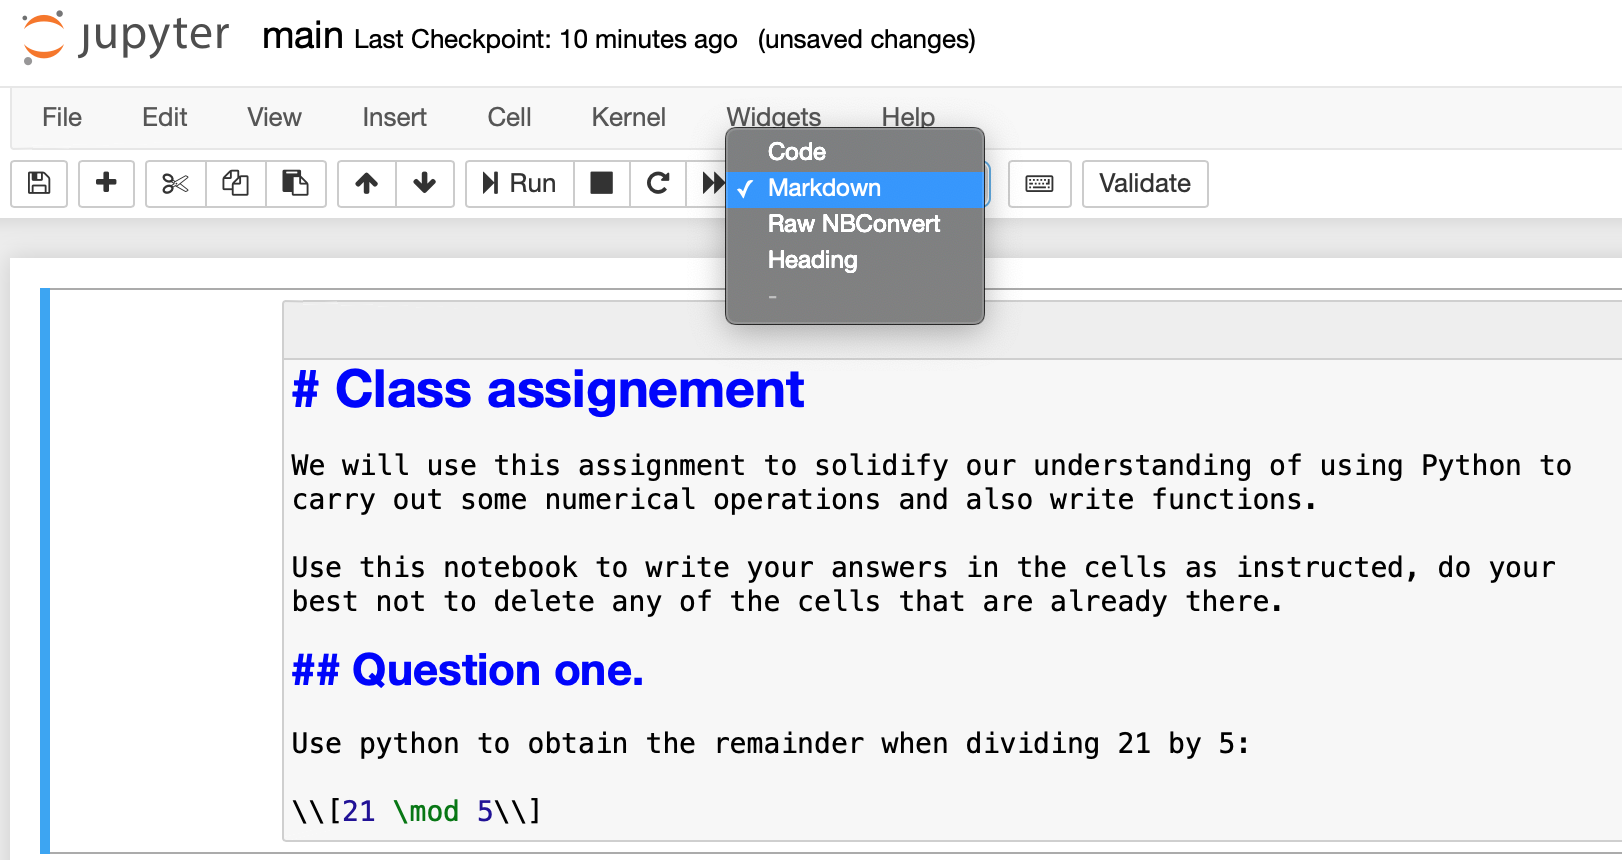 jupyter main Last Checkpoint: 10 minutes ago (unsaved changes)
File Edit View Insert Cell Kernel Widgets Help
Run Validate
Code
✓ Markdown
Raw NBConvert
Heading
-
# Class assignement
We will use this assignment to solidify our understanding of using Python to
carry out some numerical operations and also write functions.
Use this notebook to write your answers in the cells as instructed, do your
best not to delete any of the cells that are already there.
## Question one.
Use python to obtain the remainder when dividing 21 by 5:
\\[21 \mod 5\\]